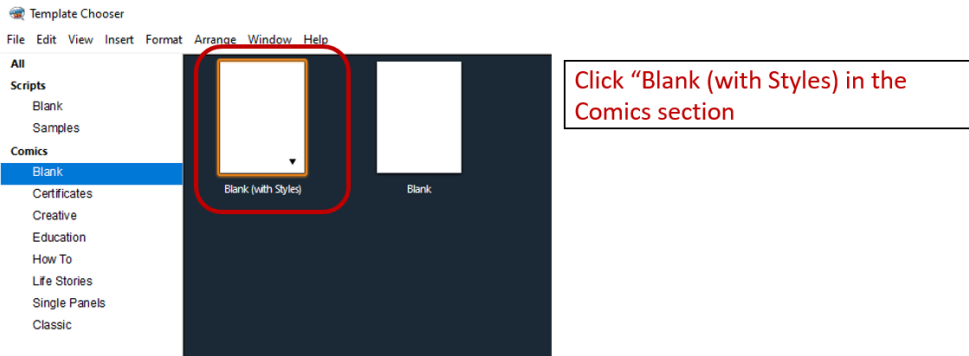 Template Chooser
File Edit View Insert Format Arrange Window Help
All
Scripts
Blank
Samples
Comics
Blank
Certificates
Creative
Education
How To
Life Stories
Single Panels
Classic
Blank (with Styles)
Blank
Click “Blank (with Styles) in the
Comics section